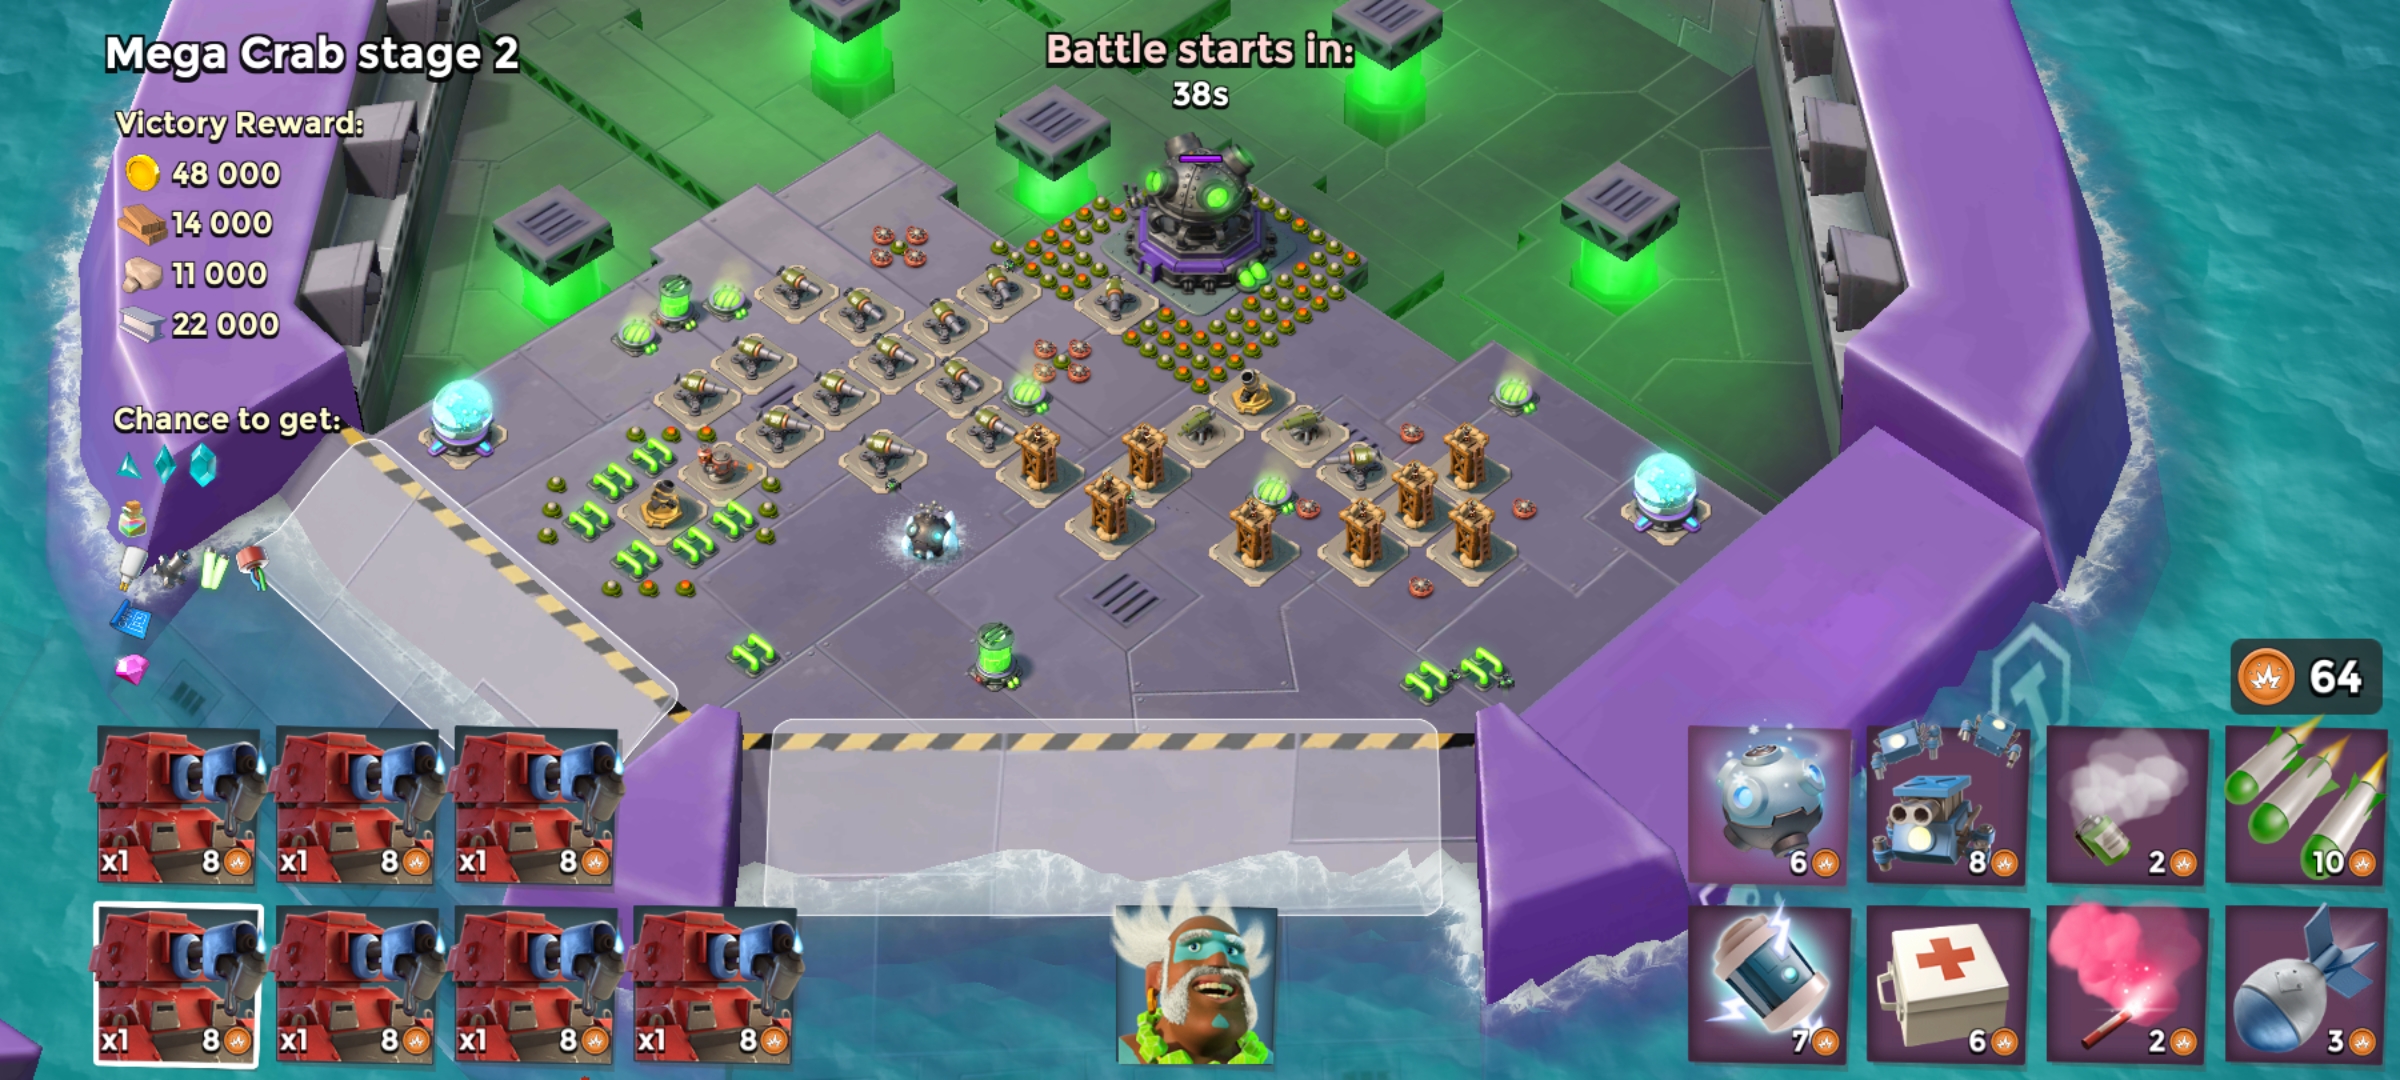 Mega Crab stage 2
Battle starts in:
38s
Victory Reward:
48 000
14 000
11 000
22 000
Chance to get:
64
x1 8
x1 8
x1 8
6
8
2
10
x1 8
x1 8
x1 8
x1 8
7
6
2
3